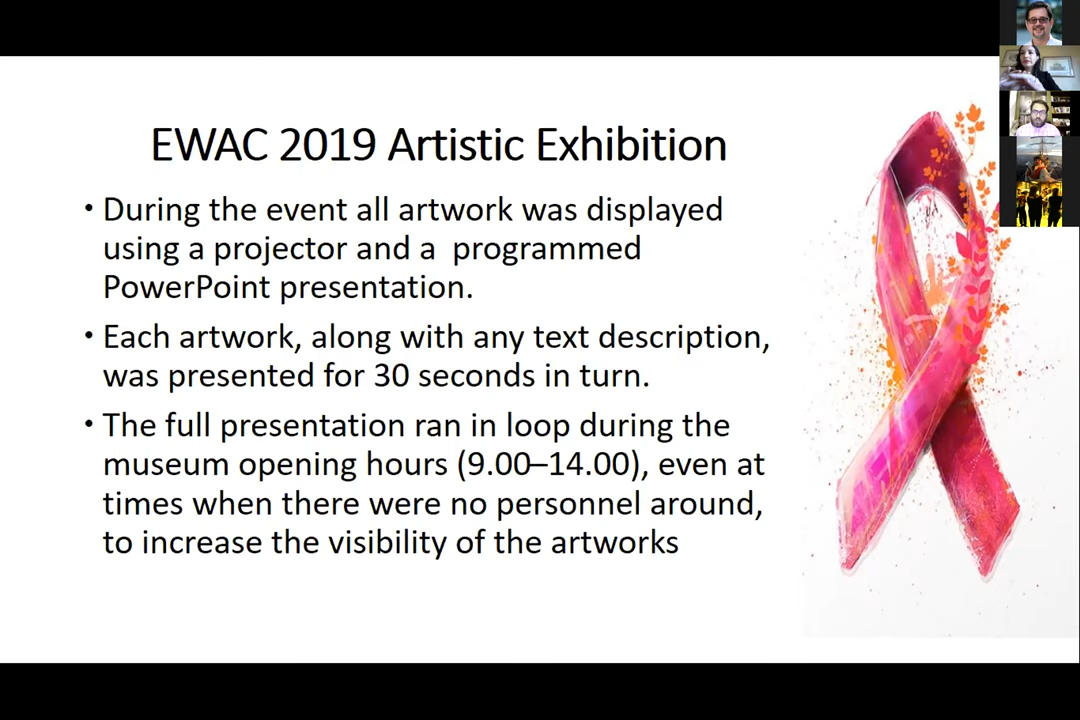 EWAC 2019 Artistic Exhibition
• During the event all artwork was displayed
using a projector and a  programmed
PowerPoint presentation.
• Each artwork, along with any text description,
was presented for 30 seconds in turn.
• The full presentation ran in loop during the
museum opening hours (9.00–14.00), even at
times when there were no personnel around,
to increase the visibility of the artworks